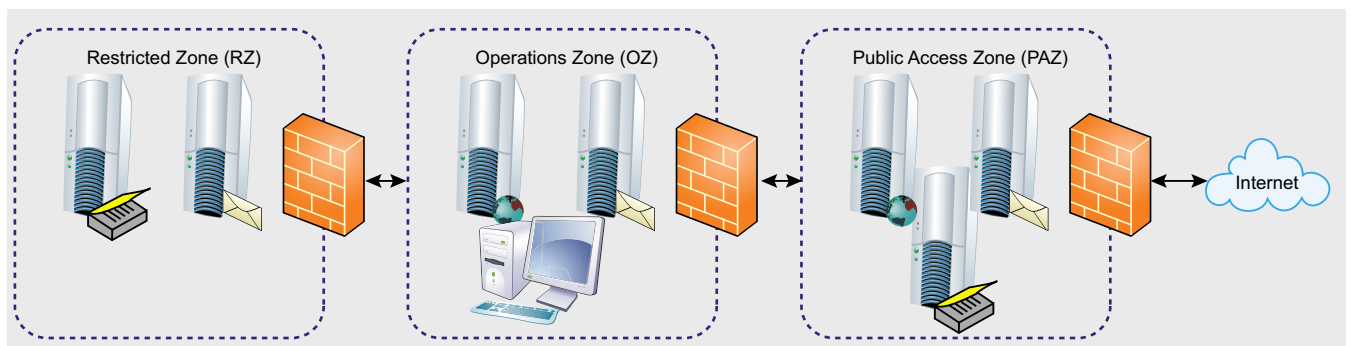 Restricted Zone (RZ)
Operations Zone (OZ)
Public Access Zone (PAZ)
Internet